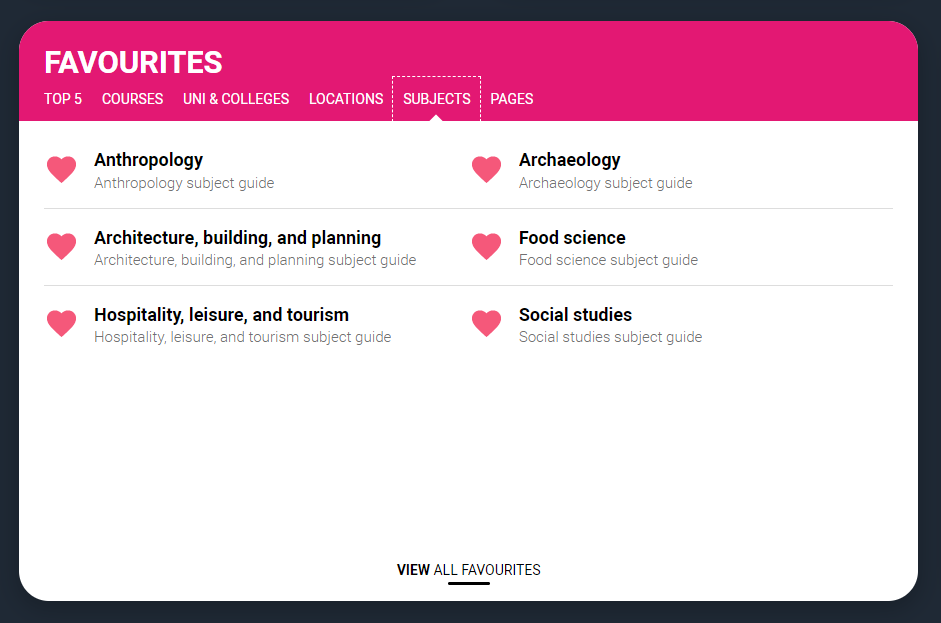 FAVOURITES
TOP 5 COURSES UNI & COLLEGES LOCATIONS SUBJECTS PAGES
Anthropology
Anthropology subject guide
Archaeology
Archaeology subject guide
Architecture, building, and planning
Architecture, building, and planning subject guide
Food science
Food science subject guide
Hospitality, leisure, and tourism
Hospitality, leisure, and tourism subject guide
Social studies
Social studies subject guide
VIEW ALL FAVOURITES